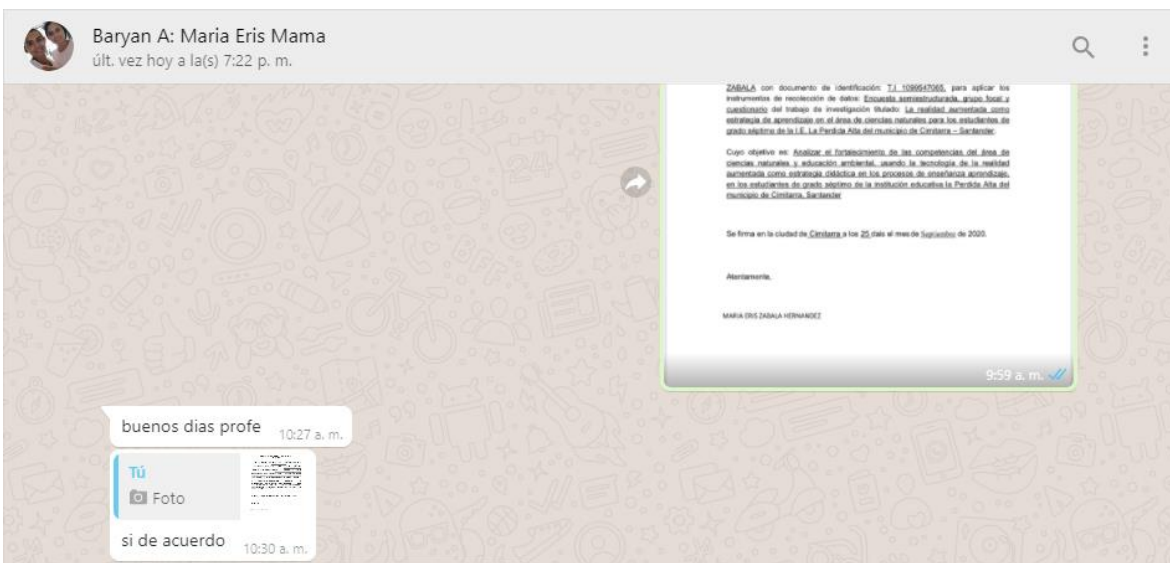 Baryan A: Maria Eris Mama
últ. vez hoy a la(s) 7:22 p. m.
ZABALA con documento de identificación: T.I 1099547065, para aplicar los
instrumentos de recolección de datos: Encuesta semiestructurada, grupo focal y
cuestionario del trabajo de investigación titulado: La realidad aumentada como
estrategia de aprendizaje en el área de ciencias naturales para los estudiantes de
grado séptimo de la I.E. La Perdida Alta del municipio de Cimitarra – Santander.
Cuyo objetivo es: Analizar el fortalecimiento de las competencias del área de
ciencias naturales y educación ambiental, usando la tecnología de la realidad
aumentada como estrategia didáctica en los procesos de enseñanza aprendizaje,
en los estudiantes de grado séptimo de la institución educativa la Perdida Alta del
municipio de Cimitarra, Santander
Se firma en la ciudad de Cimitarra a los 25 dais al mes de Septiembre de 2020.
Atentamente,
MARIA ERIS ZABALA HERNANDEZ
9:59 a. m.
buenos dias profe 10:27 a. m.
Tú
Foto
si de acuerdo 10:30 a. m.